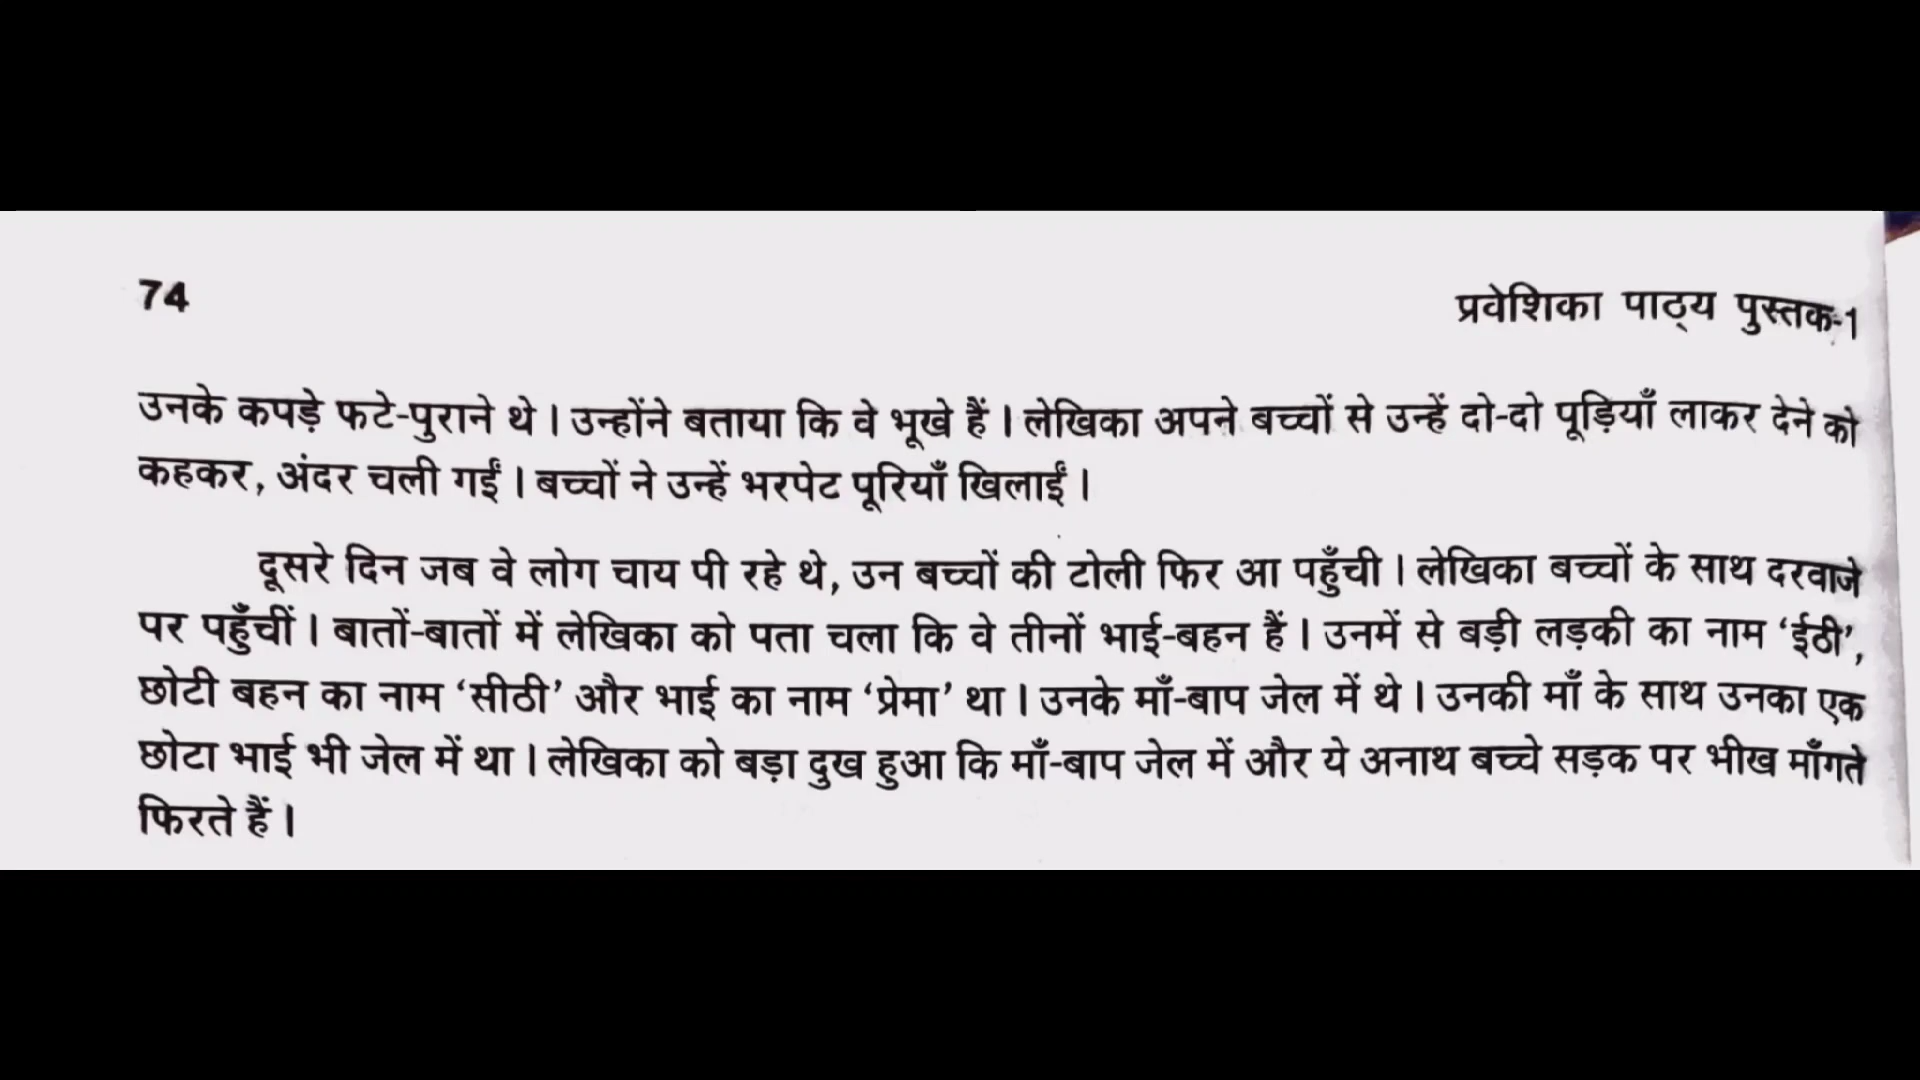 74
प्रवेशिका पाठ्य पुस्तक-1
उनके कपड़े फटे-पुराने थे । उन्होंने बताया कि वे भूखे हैं । लेखिका अपने बच्चों से उन्हें दो-दो पूड़ियाँ लाकर देने को
कहकर, अंदर चली गईं । बच्चों ने उन्हें भरपेट पूरियाँ खिलाईं ।
दूसरे दिन जब वे लोग चाय पी रहे थे, उन बच्चों की टोली फिर आ पहुँची । लेखिका बच्चों के साथ दरवाजे
पर पहुँचीं । बातों-बातों में लेखिका को पता चला कि वे तीनों भाई-बहन हैं । उनमें से बड़ी लड़की का नाम ‘ईठी’,
छोटी बहन का नाम ‘सीठी’ और भाई का नाम ‘प्रेमा’ था । उनके माँ-बाप जेल में थे । उनकी माँ के साथ उनका एक
छोटा भाई भी जेल में था । लेखिका को बड़ा दुख हुआ कि माँ-बाप जेल में और ये अनाथ बच्चे सड़क पर भीख माँगते
फिरते हैं ।